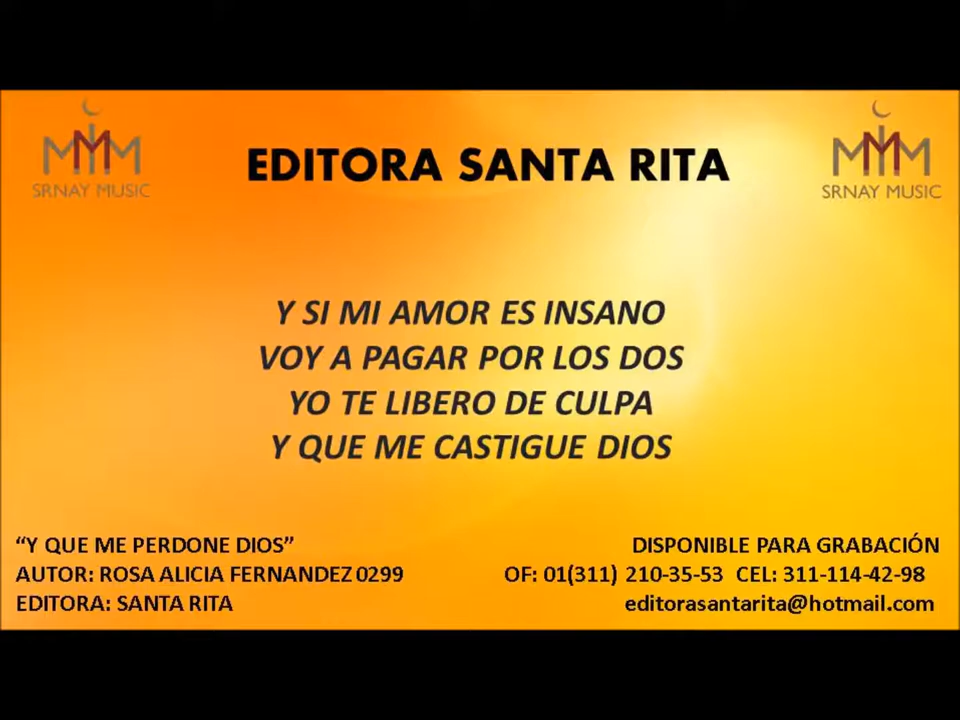 SRNAY MUSIC
EDITORA SANTA RITA
SRNAY MUSIC
Y SI MI AMOR ES INSANO
VOY A PAGAR POR LOS DOS
YO TE LIBERO DE CULPA
Y QUE ME CASTIGUE DIOS
“Y QUE ME PERDONE DIOS”
AUTOR: ROSA ALICIA FERNANDEZ 0299
EDITORA: SANTA RITA
DISPONIBLE PARA GRABACIÓN
OF: 01(311) 210-35-53 CEL: 311-114-42-98
editorasantarita@hotmail.com